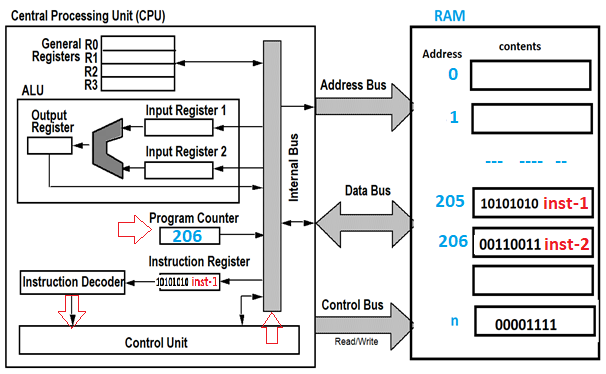 Central Processing Unit (CPU)
General
Registers
R0
R1
R2
R3
ALU
Output
Register
Input Register 1
Input Register 2
Program Counter
206
Instruction Register
10101010 inst-1
Instruction Decoder
Control Unit
Internal Bus
Address Bus
Data Bus
Control Bus
Read/Write
RAM
Address
contents
0
1
--- ---- --
205
10101010 inst-1
206
00110011 inst-2
n
00001111